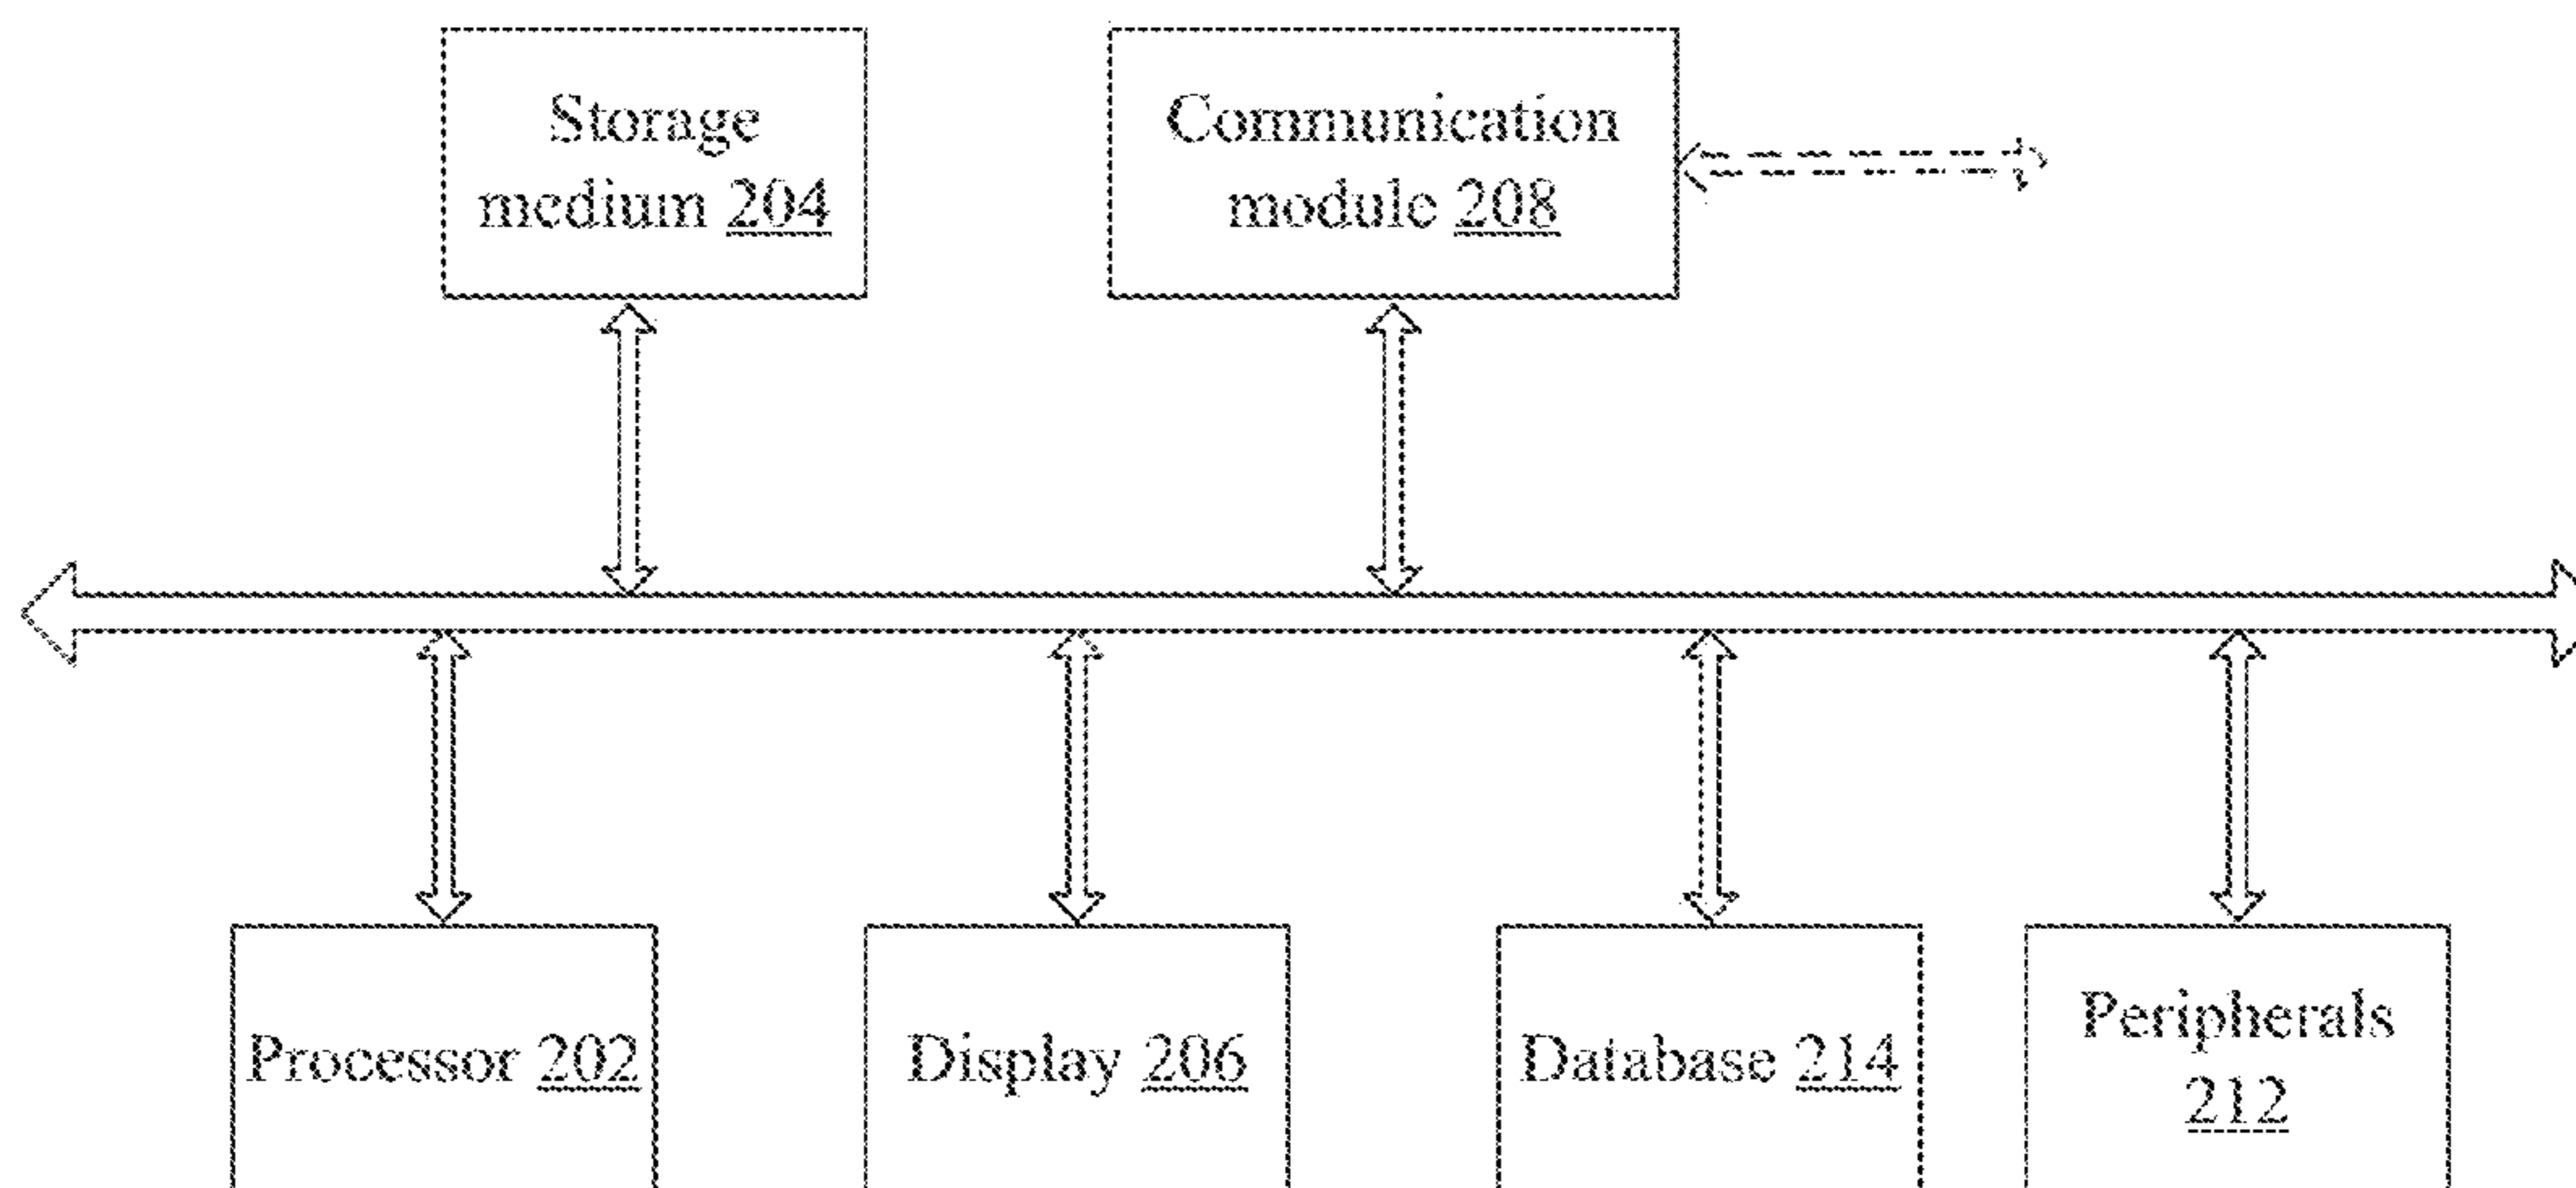 Storage
medium 204
Communication
module 208
Processor 202
Display 206
Database 214
Peripherals
212